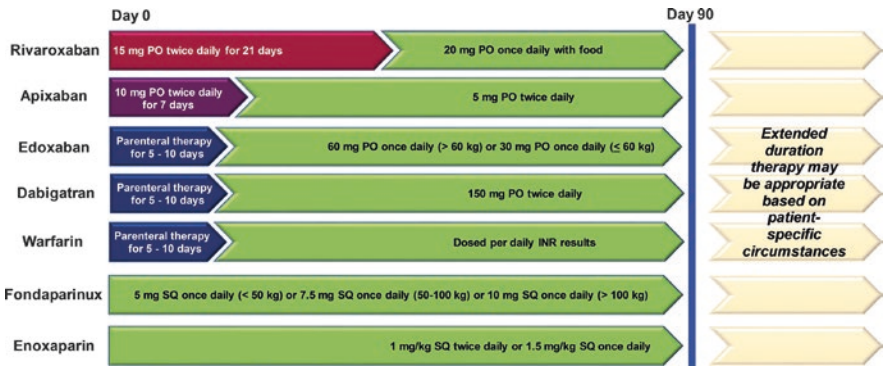 Day 0
Day 90
Rivaroxaban
15 mg PO twice daily for 21 days
20 mg PO once daily with food
Apixaban
10 mg PO twice daily
for 7 days
5 mg PO twice daily
Edoxaban
Parenteral therapy
for 5 - 10 days
60 mg PO once daily (> 60 kg) or 30 mg PO once daily (≤ 60 kg)
Dabigatran
Parenteral therapy
for 5 - 10 days
150 mg PO twice daily
Warfarin
Parenteral therapy
for 5 - 10 days
Dosed per daily INR results
Fondaparinux
5 mg SQ once daily (< 50 kg) or 7.5 mg SQ once daily (50-100 kg) or 10 mg SQ once daily (> 100 kg)
Enoxaparin
1 mg/kg SQ twice daily or 1.5 mg/kg SQ once daily
Extended
duration
therapy may
be appropriate
based on
patient-
specific
circumstances